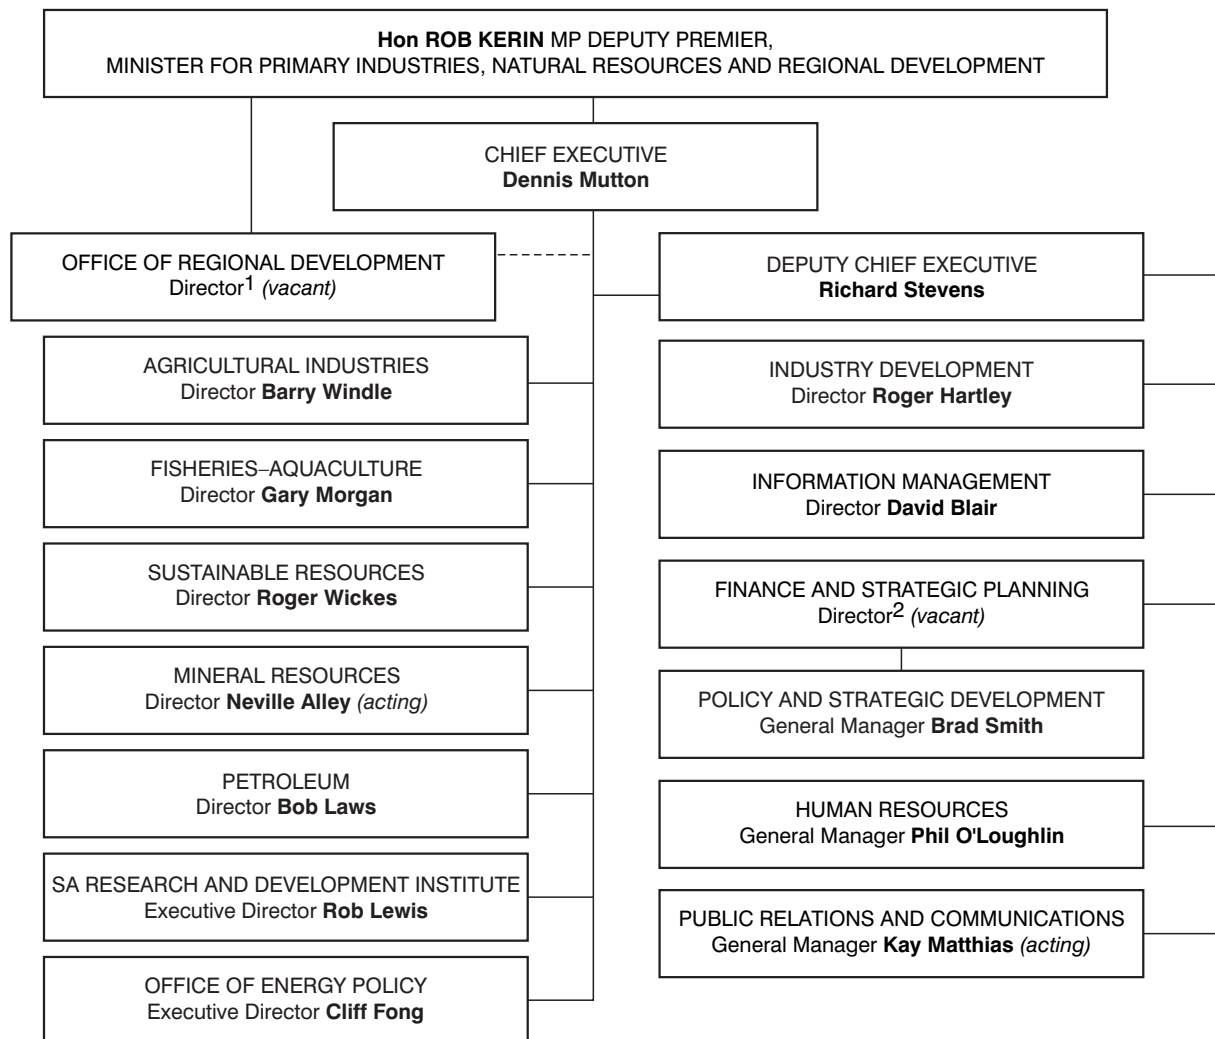 Hon ROB KERIN MP DEPUTY PREMIER,
MINISTER FOR PRIMARY INDUSTRIES, NATURAL RESOURCES AND REGIONAL DEVELOPMENT
CHIEF EXECUTIVE
Dennis Mutton
OFFICE OF REGIONAL DEVELOPMENT
Director1 (vacant)
AGRICULTURAL INDUSTRIES
Director Barry Windle
FISHERIES–AQUACULTURE
Director Gary Morgan
SUSTAINABLE RESOURCES
Director Roger Wickes
MINERAL RESOURCES
Director Neville Alley (acting)
PETROLEUM
Director Bob Laws
SA RESEARCH AND DEVELOPMENT INSTITUTE
Executive Director Rob Lewis
OFFICE OF ENERGY POLICY
Executive Director Cliff Fong
DEPUTY CHIEF EXECUTIVE
Richard Stevens
INDUSTRY DEVELOPMENT
Director Roger Hartley
INFORMATION MANAGEMENT
Director David Blair
FINANCE AND STRATEGIC PLANNING
Director2 (vacant)
POLICY AND STRATEGIC DEVELOPMENT
General Manager Brad Smith
HUMAN RESOURCES
General Manager Phil O'Loughlin
PUBLIC RELATIONS AND COMMUNICATIONS
General Manager Kay Matthias (acting)